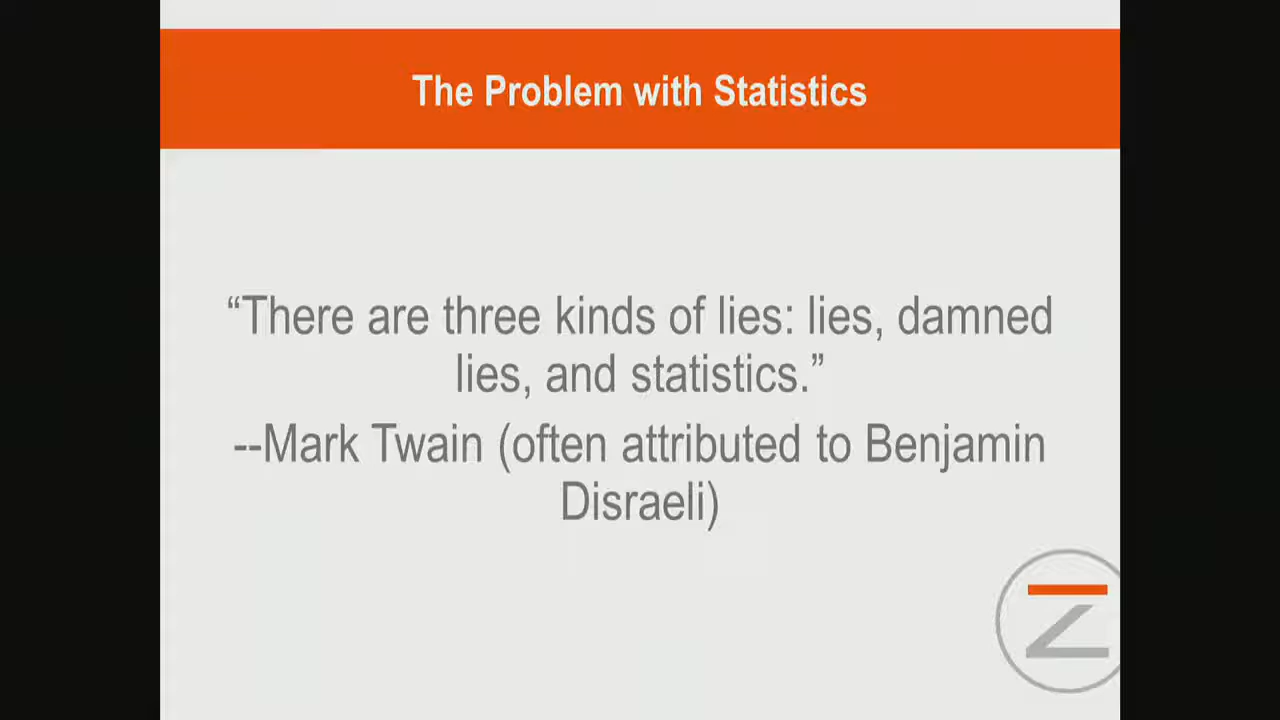 The Problem with Statistics
“There are three kinds of lies: lies, damned
lies, and statistics.”
--Mark Twain (often attributed to Benjamin
Disraeli)